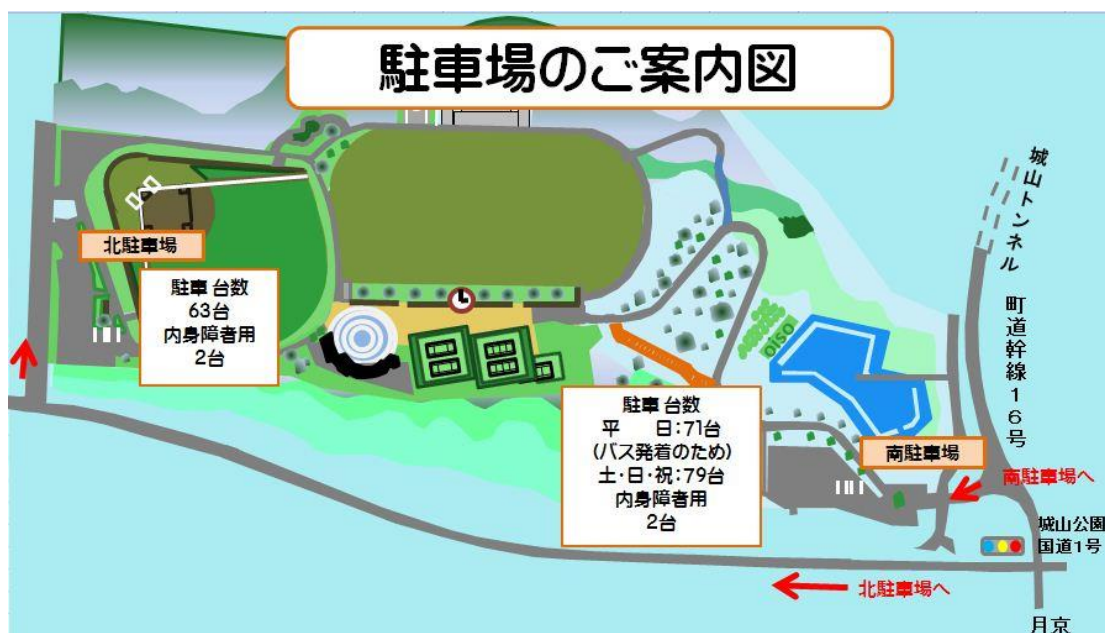 駐車場のご案内図
城山トンネル
町道幹線16号
北駐車場
駐車台数
63台
内身障者用
2台
oiso
駐車台数
平　日:71台
(バス発着のため)
土・日・祝:79台
内身障者用
2台
南駐車場
南駐車場へ
城山公園
国道1号
北駐車場へ
月京